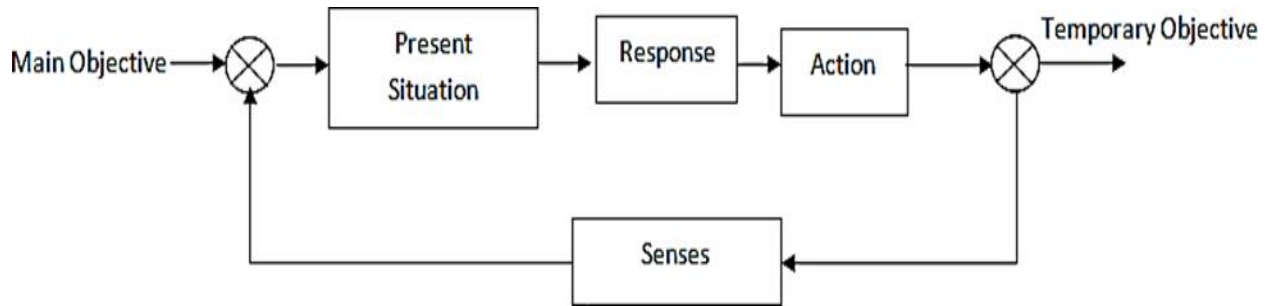 Main Objective
Present
Situation
Response
Action
Temporary Objective
Senses